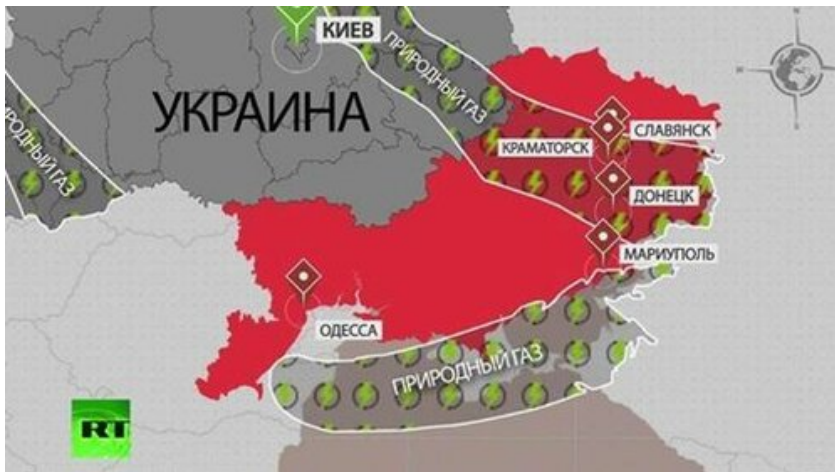 КИЕВ
ПРИРОДНЫЙ ГАЗ
УКРАИНА
СЛАВЯНСК
КРАМАТОРСК
ПРИРОДНЫЙ ГАЗ
ДОНЕЦК
МАРИУПОЛЬ
ОДЕССА
ПРИРОДНЫЙ ГАЗ
RT